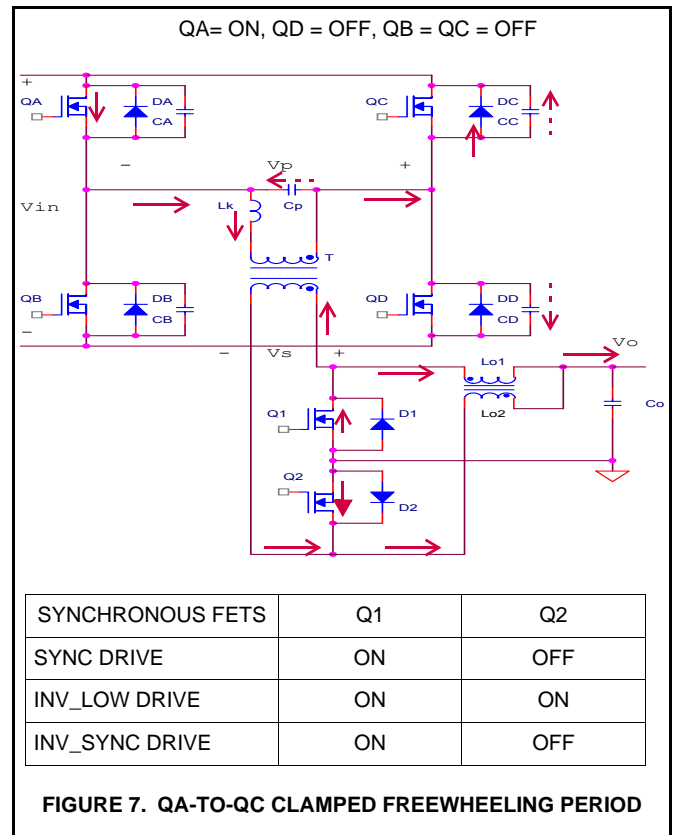 QA= ON, QD = OFF, QB = QC = OFF
+
QA DA CA QC DC CC
- Vp +
Vin Lk Cp
T
QB DB CB QD DD CD
- - Vs + Vo
Lo1
Q1 D1 Lo2 Co
Q2 D2
SYNCHRONOUS FETS Q1 Q2
SYNC DRIVE ON OFF
INV_LOW DRIVE ON ON
INV_SYNC DRIVE ON OFF
FIGURE 7. QA-TO-QC CLAMPED FREEWHEELING PERIOD